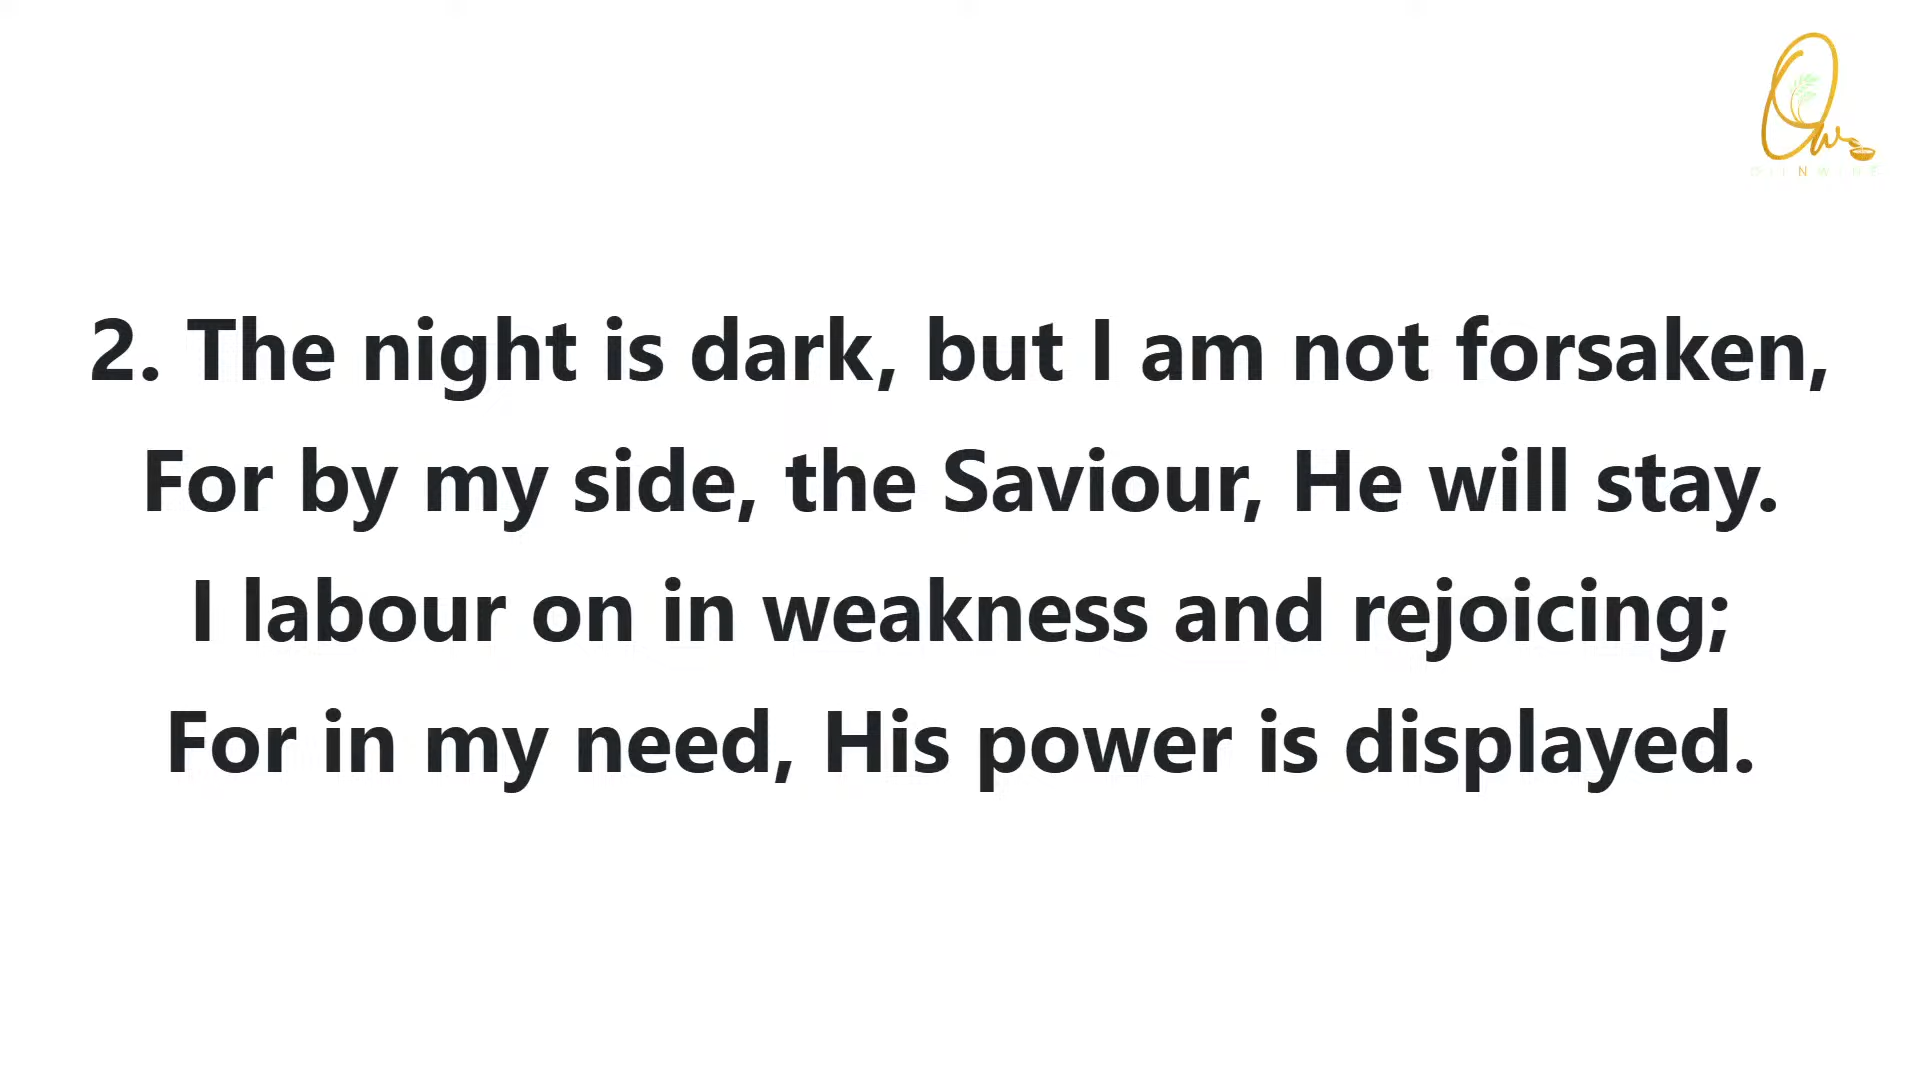 OILNWINE
2. The night is dark, but I am not forsaken,
For by my side, the Saviour, He will stay.
I labour on in weakness and rejoicing;
For in my need, His power is displayed.